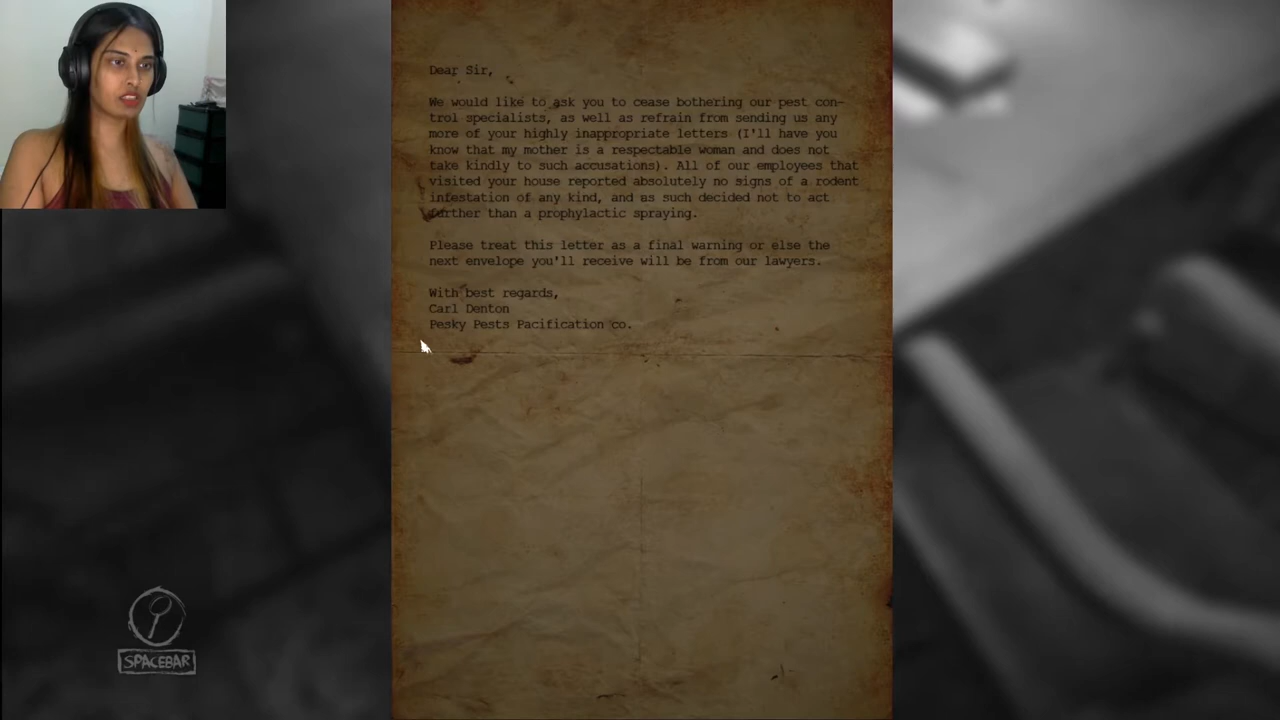 Dear Sir,
We would like to ask you to cease bothering our pest con-
trol specialists, as well as refrain from sending us any
more of your highly inappropriate letters (I'll have you
know that my mother is a respectable woman and does not
take kindly to such accusations). All of our employees that
visited your house reported absolutely no signs of a rodent
infestation of any kind, and as such decided not to act
further than a prophylactic spraying.
Please treat this letter as a final warning or else the
next envelope you'll receive will be from our lawyers.
With best regards,
Carl Denton
Pesky Pests Pacification co.
SPACEBAR